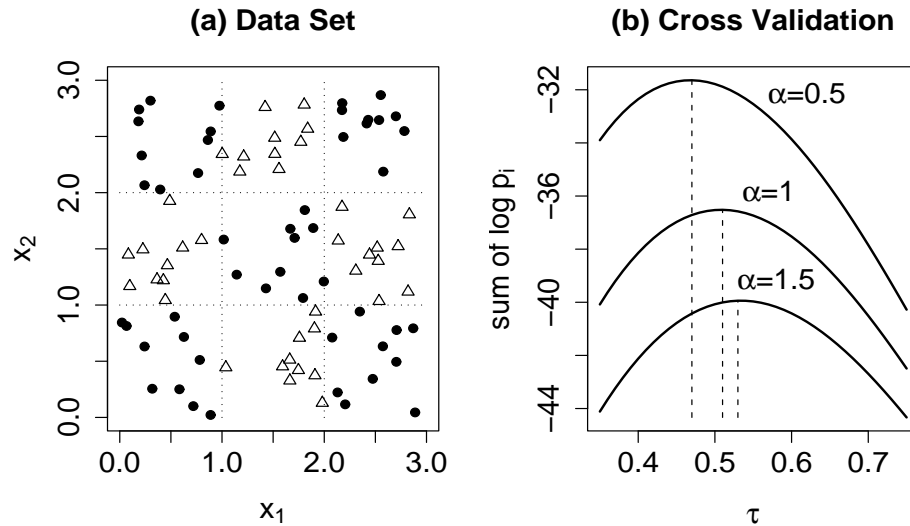 (a) Data Set
3.0
2.0
1.0
0.0
x2
0.0
1.0
2.0
3.0
x1
(b) Cross Validation
−32
−36
−40
−44
sum of log pi
α=0.5
α=1
α=1.5
0.4
0.5
0.6
0.7
τ